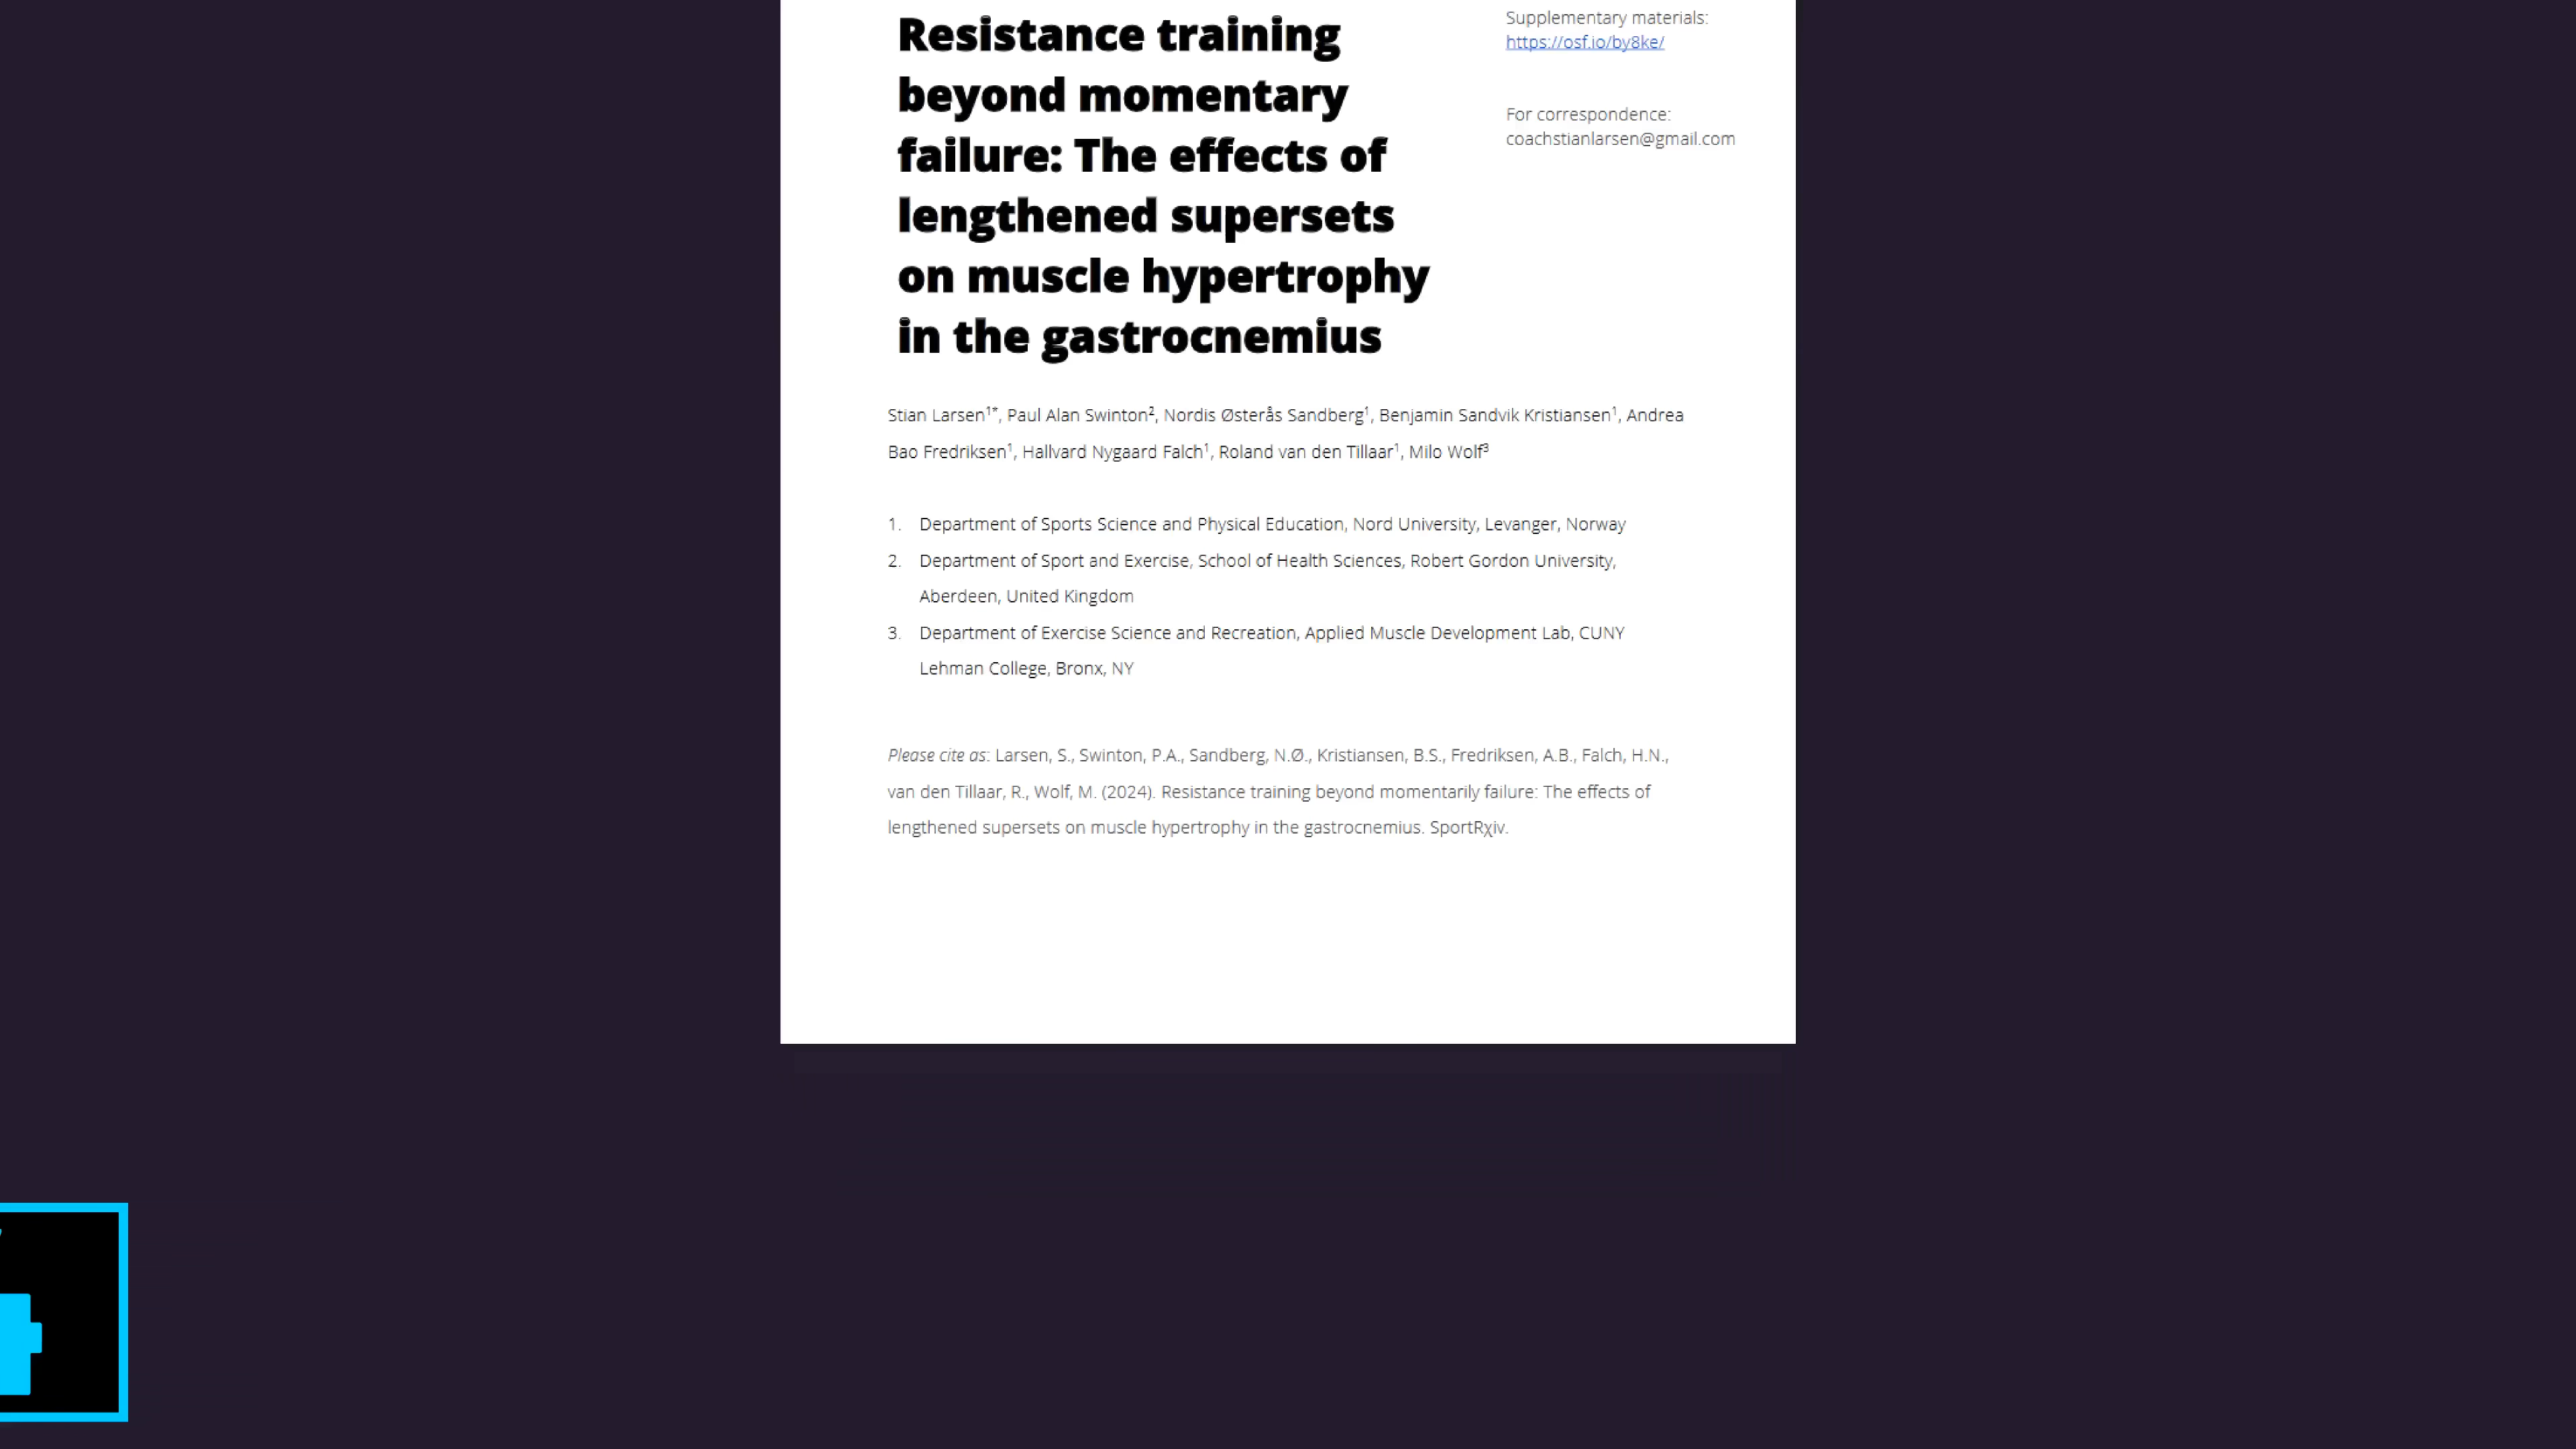 Resistance training
beyond momentary
failure: The effects of
lengthened supersets
on muscle hypertrophy
in the gastrocnemius
Supplementary materials:
https://osf.io/by8ke/
For correspondence:
coachstianlarsen@gmail.com
Stian Larsen¹*, Paul Alan Swinton², Nordis Østerås Sandberg¹, Benjamin Sandvik Kristiansen¹, Andrea
Bao Fredriksen¹, Hallvard Nygaard Falch¹, Roland van den Tillaar¹, Milo Wolf³
1. Department of Sports Science and Physical Education, Nord University, Levanger, Norway
2. Department of Sport and Exercise, School of Health Sciences, Robert Gordon University,
Aberdeen, United Kingdom
3. Department of Exercise Science and Recreation, Applied Muscle Development Lab, CUNY
Lehman College, Bronx, NY
Please cite as: Larsen, S., Swinton, P.A., Sandberg, N.Ø., Kristiansen, B.S., Fredriksen, A.B., Falch, H.N.,
van den Tillaar, R., Wolf, M. (2024). Resistance training beyond momentarily failure: The effects of
lengthened supersets on muscle hypertrophy in the gastrocnemius. SportRχiv.